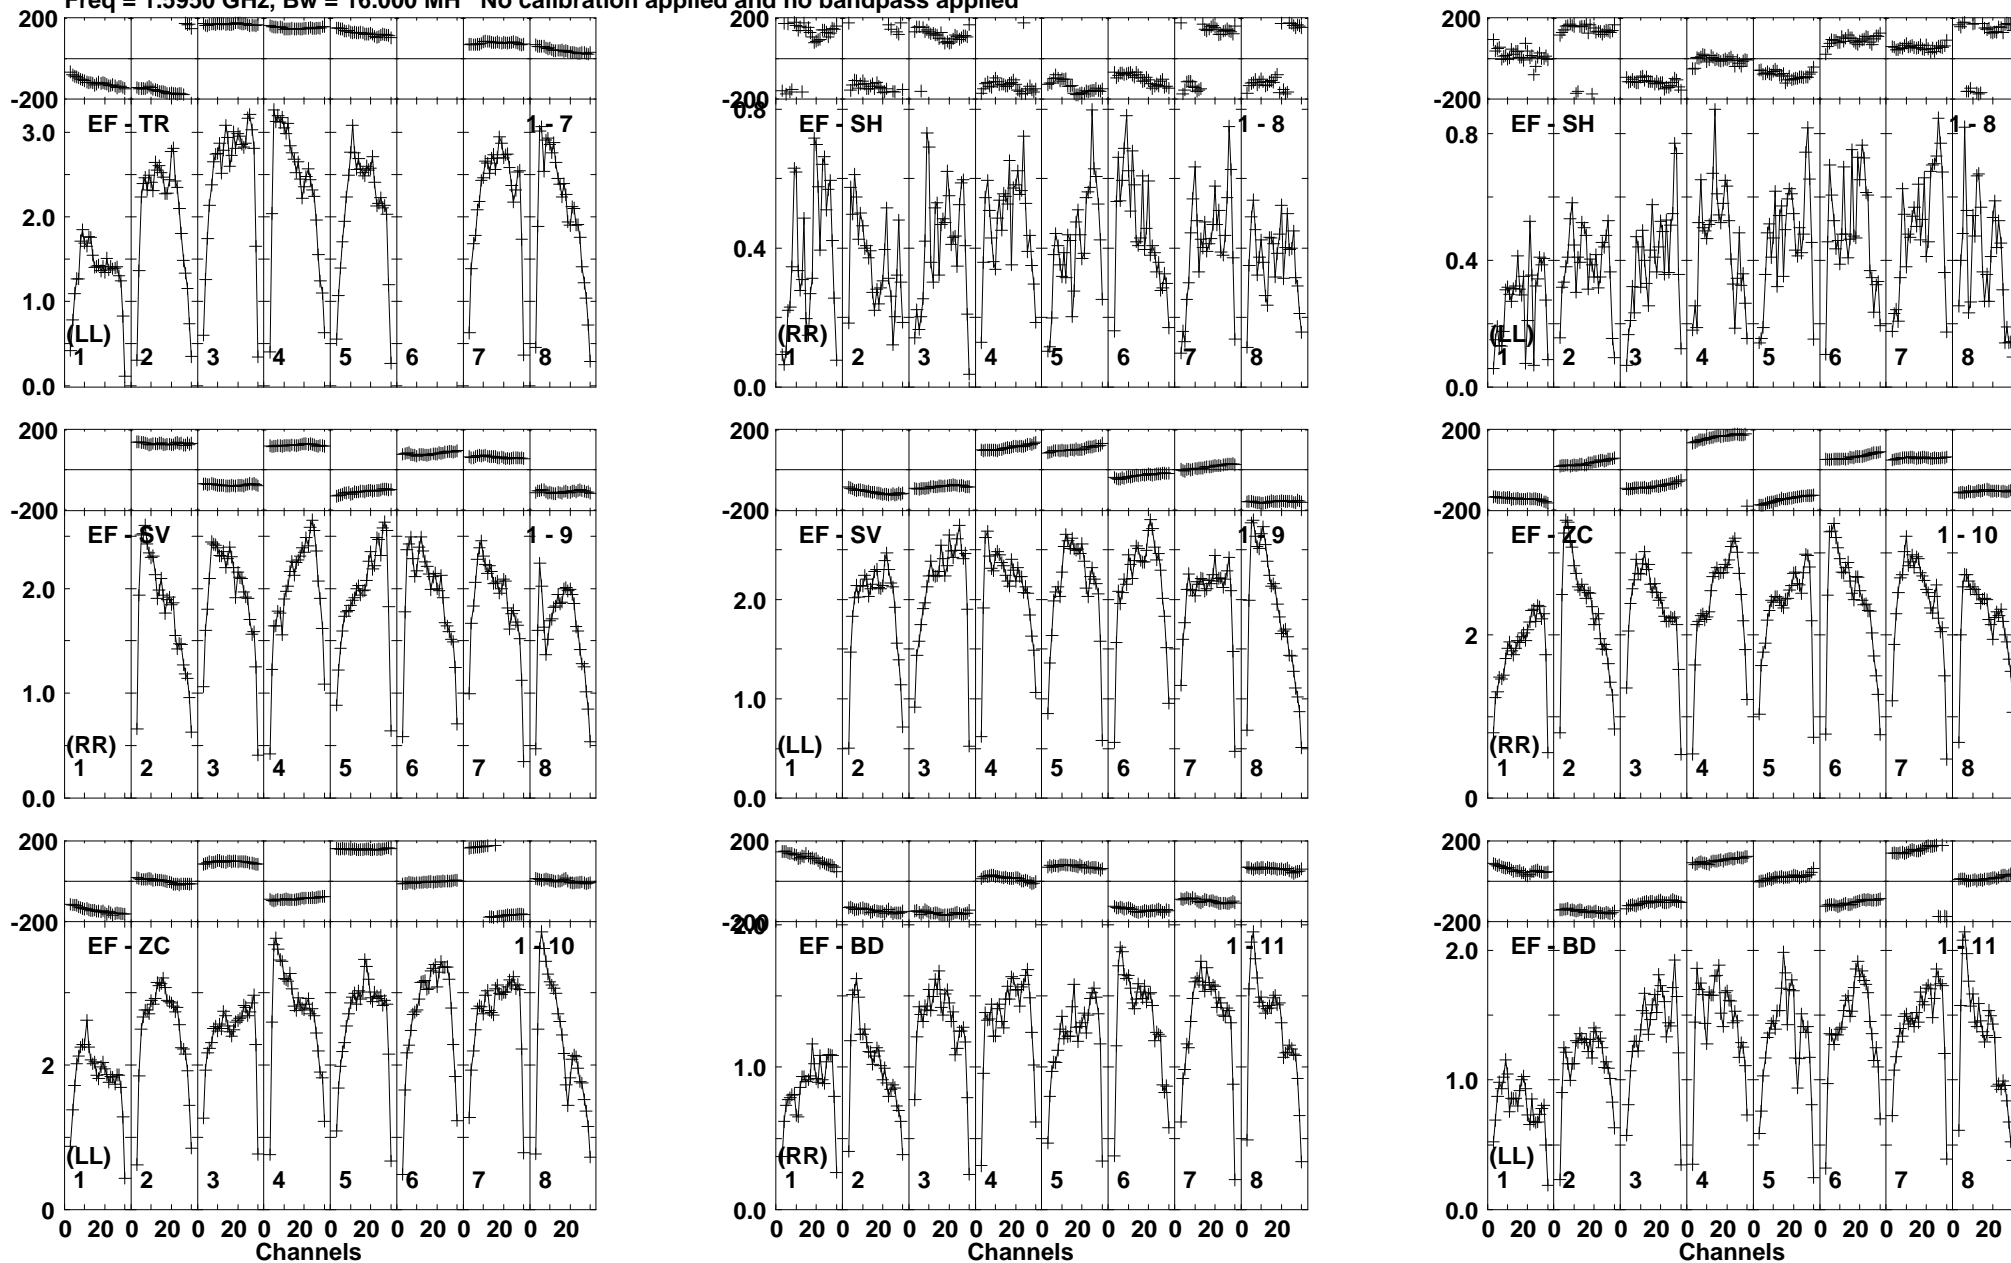 Freq = 1.5950 GHz, Bw = 16.000 MH No calibration applied and no bandpass applied
200
-200
EF - TR 1 - 7
3.0
2.0
1.0
0.0
(LL)
1 2 3 4 5 6 7 8
200
-200
EF - SH 1 - 8
0.8
0.4
0.0
(RR)
1 2 3 4 5 6 7 8
200
-200
EF - SH 1 - 8
0.8
0.4
0.0
(LL)
1 2 3 4 5 6 7 8
200
-200
EF - SV 1 - 9
2.0
1.0
0.0
(RR)
1 2 3 4 5 6 7 8
200
-200
EF - SV 1 - 9
2.0
1.0
0.0
(LL)
1 2 3 4 5 6 7 8
200
-200
EF - ZC 1 - 10
2
0
(RR)
1 2 3 4 5 6 7 8
200
-200
EF - ZC 1 - 10
2
0
(LL)
1 2 3 4 5 6 7 8
0 20 0 20 0 20 0 20 0 20 0 20 0 20 0 20
Channels
200
-200
EF - BD 1 - 11
2.0
1.0
0.0
(RR)
1 2 3 4 5 6 7 8
0 20 0 20 0 20 0 20 0 20 0 20 0 20 0 20
Channels
200
-200
EF - BD 1 - 11
2.0
1.0
0.0
(LL)
1 2 3 4 5 6 7 8
0 20 0 20 0 20 0 20 0 20 0 20 0 20 0 20
Channels